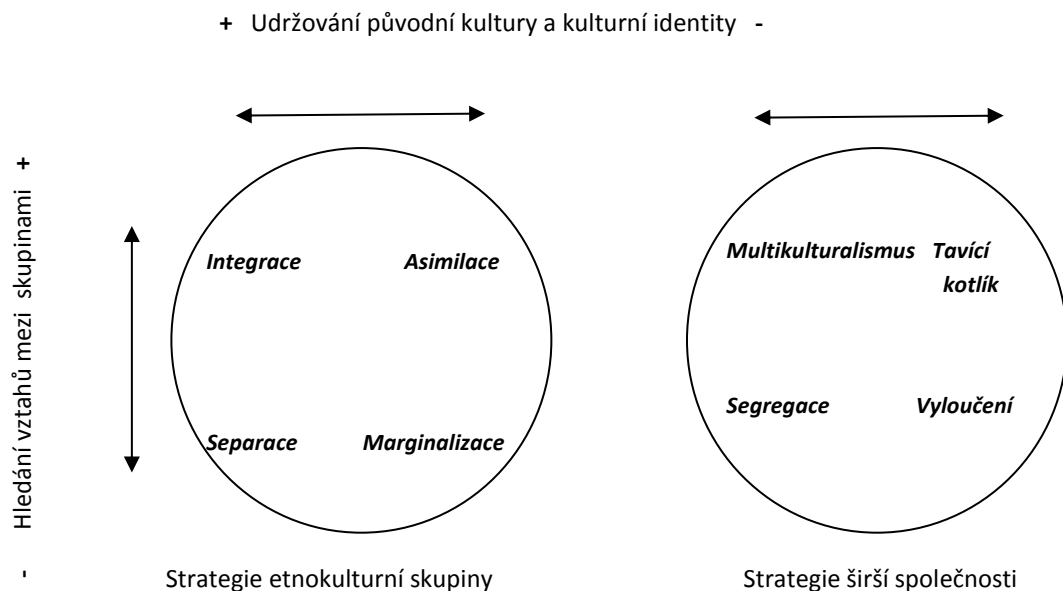 + Udržování původní kultury a kulturní identity -
Hledání vztahů mezi skupinami +
-
Integrace Asimilace
Separace Marginalizace
Multikulturalismus Tavící
kotlík
Segregace Vyloučení
Strategie etnokulturní skupiny
Strategie širší společnosti